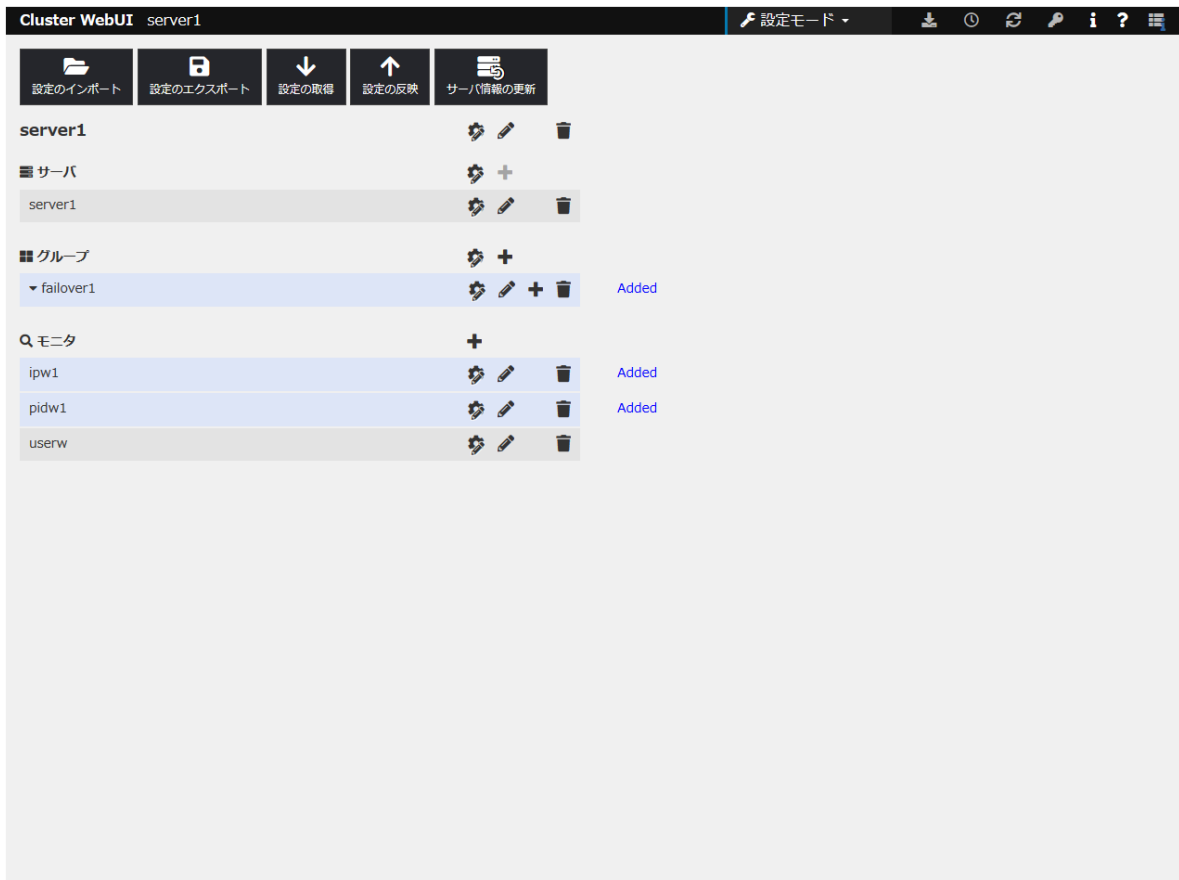 Cluster WebUI server1 設定モード
設定のインポート 設定のエクスポート 設定の取得 設定の反映 サーバ情報の更新
server1
サーバ
server1
グループ
failover1 Added
モニタ
ipw1 Added
pidw1 Added
userw